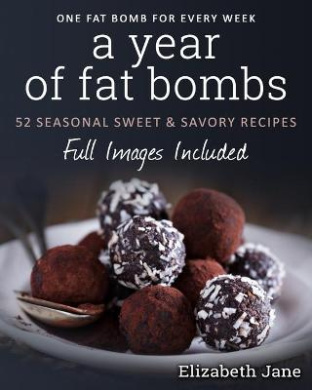 ONE FAT BOMB FOR EVERY WEEK
a year
of fat bombs
52 SEASONAL SWEET & SAVORY RECIPES
Full Images Included
Elizabeth Jane